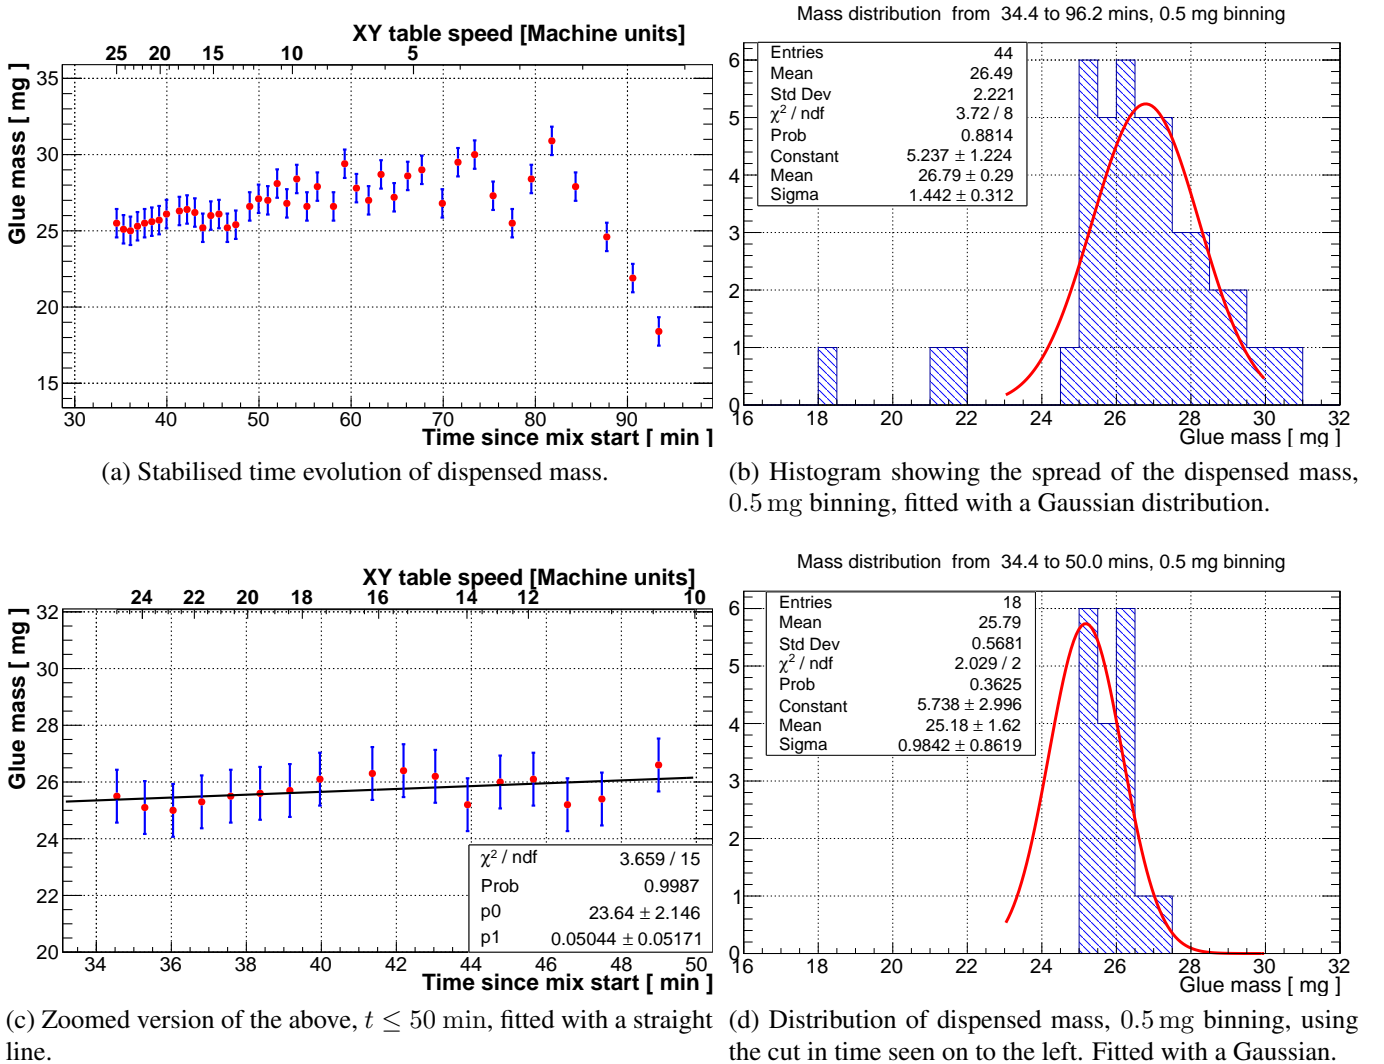 XY table speed [Machine units]
25 20 15 10 5
Glue mass [ mg ]
35
30
25
20
15
30 40 50 60 70 80 90
Time since mix start [ min ]
(a) Stabilised time evolution of dispensed mass.
Mass distribution from 34.4 to 96.2 mins, 0.5 mg binning
Entries 44
Mean 26.49
Std Dev 2.221
χ² / ndf 3.72 / 8
Prob 0.8814
Constant 5.237 ± 1.224
Mean 26.79 ± 0.29
Sigma 1.442 ± 0.312
6
5
4
3
2
1
0
16 18 20 22 24 26 28 30 32
Glue mass [ mg ]
(b) Histogram showing the spread of the dispensed mass,
0.5 mg binning, fitted with a Gaussian distribution.
XY table speed [Machine units]
24 22 20 18 16 14 12 10
Glue mass [ mg ]
32
30
28
26
24
22
20
χ² / ndf 3.659 / 15
Prob 0.9987
p0 23.64 ± 2.146
p1 0.05044 ± 0.05171
34 36 38 40 42 44 46 48 50
Time since mix start [ min ]
(c) Zoomed version of the above, t ≤ 50 min, fitted with a straight
line.
Mass distribution from 34.4 to 50.0 mins, 0.5 mg binning
Entries 18
Mean 25.79
Std Dev 0.5681
χ² / ndf 2.029 / 2
Prob 0.3625
Constant 5.738 ± 2.996
Mean 25.18 ± 1.62
Sigma 0.9842 ± 0.8619
6
5
4
3
2
1
0
16 18 20 22 24 26 28 30 32
Glue mass [ mg ]
(d) Distribution of dispensed mass, 0.5 mg binning, using
the cut in time seen on to the left. Fitted with a Gaussian.